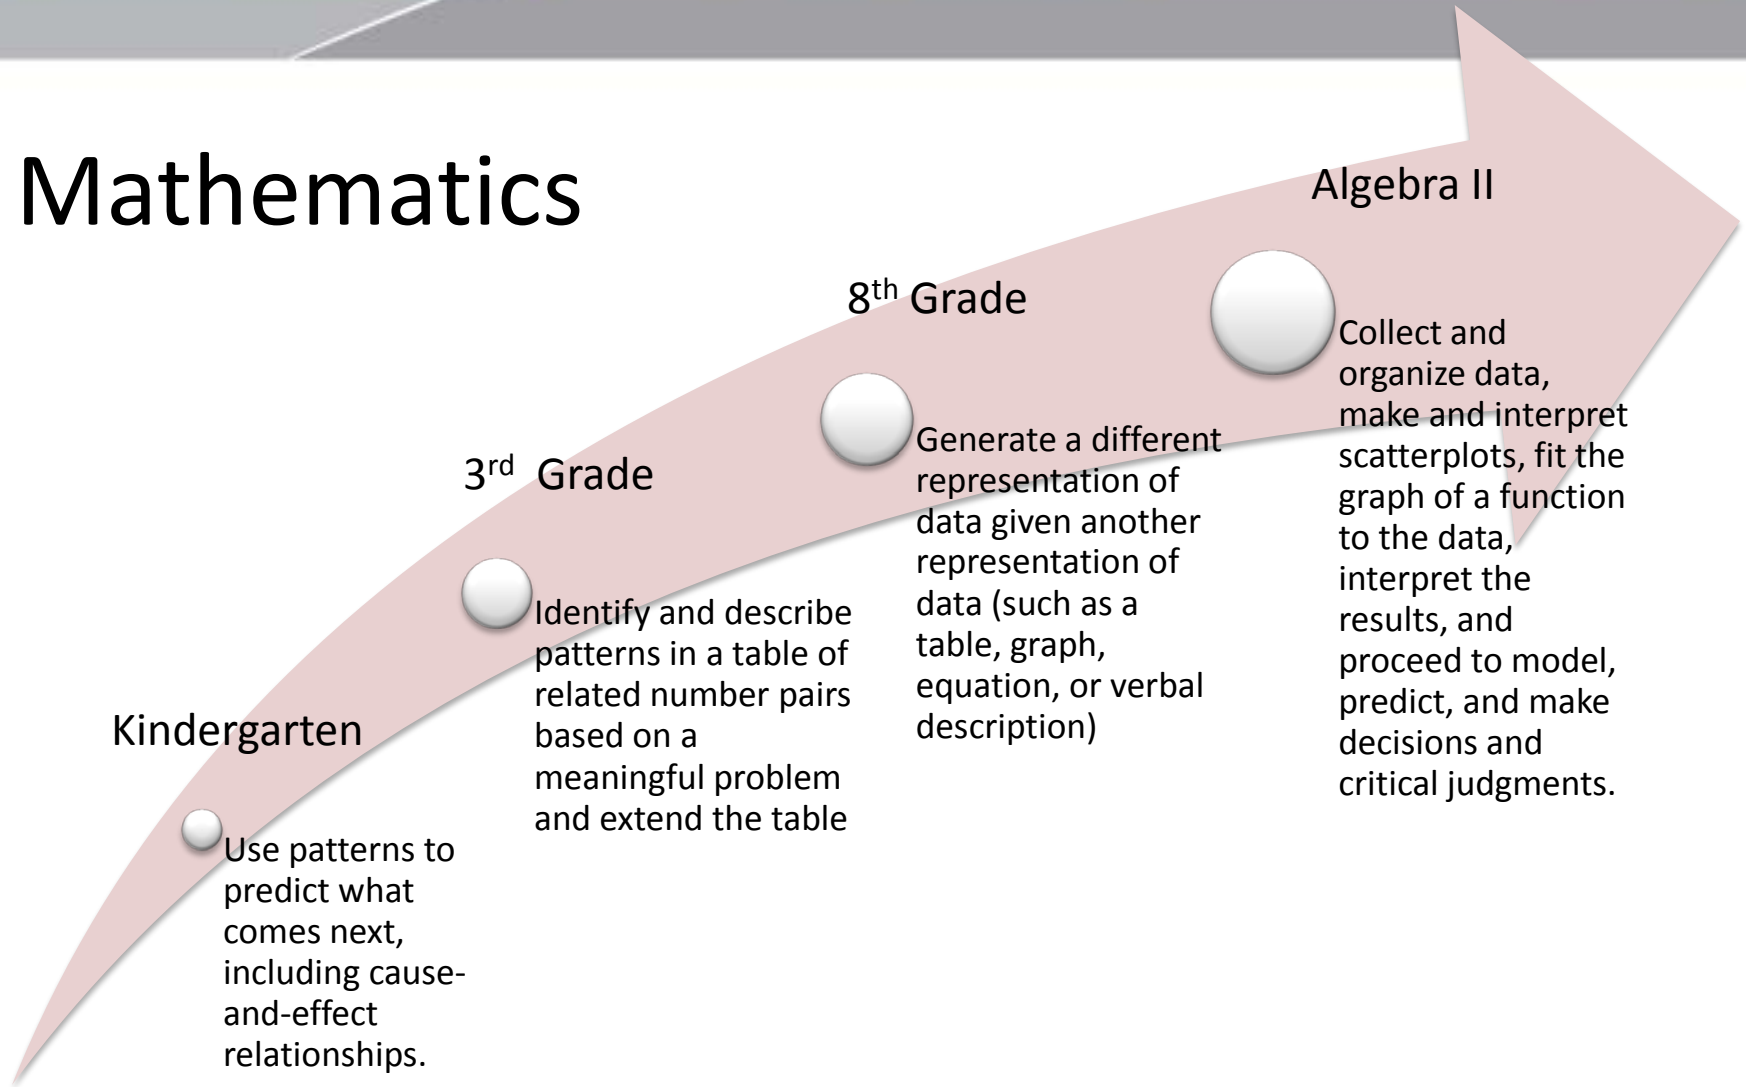 Mathematics
Kindergarten
Use patterns to
predict what
comes next,
including cause-
and-effect
relationships.
3rd Grade
Identify and describe
patterns in a table of
related number pairs
based on a
meaningful problem
and extend the table
8th Grade
Generate a different
representation of
data given another
representation of
data (such as a
table, graph,
equation, or verbal
description)
Algebra II
Collect and
organize data,
make and interpret
scatterplots, fit the
graph of a function
to the data,
interpret the
results, and
proceed to model,
predict, and make
decisions and
critical judgments.